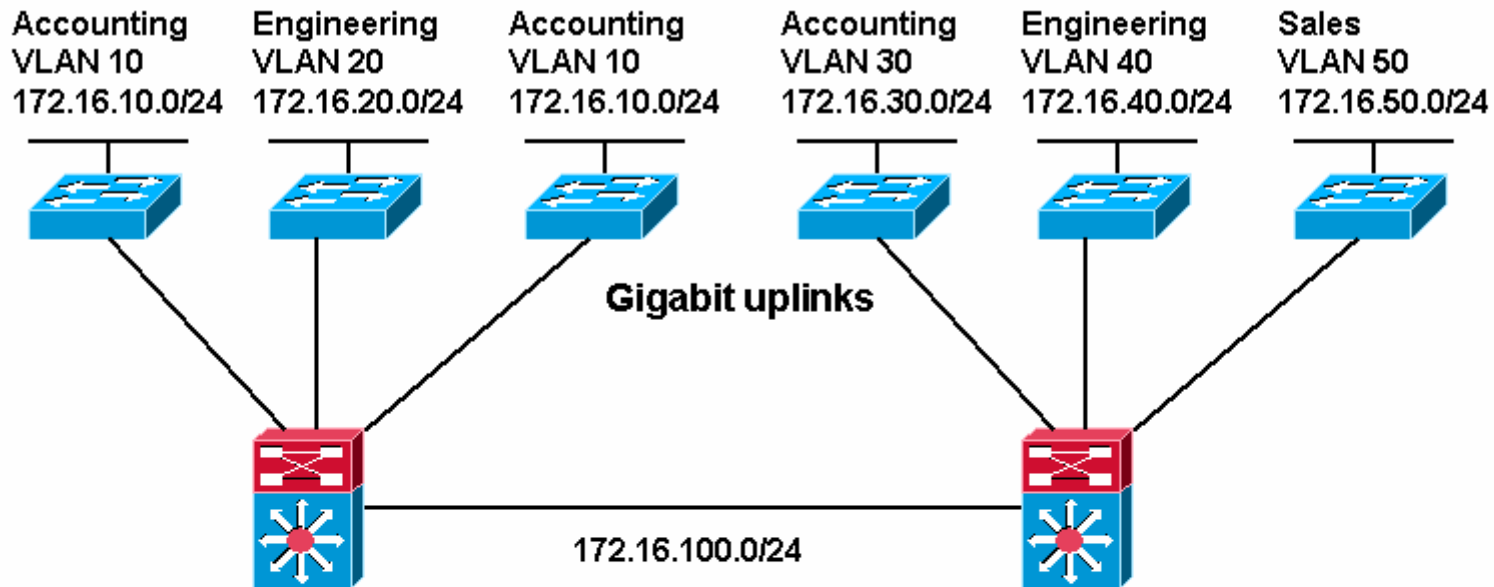 Accounting
VLAN 10
172.16.10.0/24
Engineering
VLAN 20
172.16.20.0/24
Accounting
VLAN 10
172.16.10.0/24
Accounting
VLAN 30
172.16.30.0/24
Engineering
VLAN 40
172.16.40.0/24
Sales
VLAN 50
172.16.50.0/24
Gigabit uplinks
172.16.100.0/24